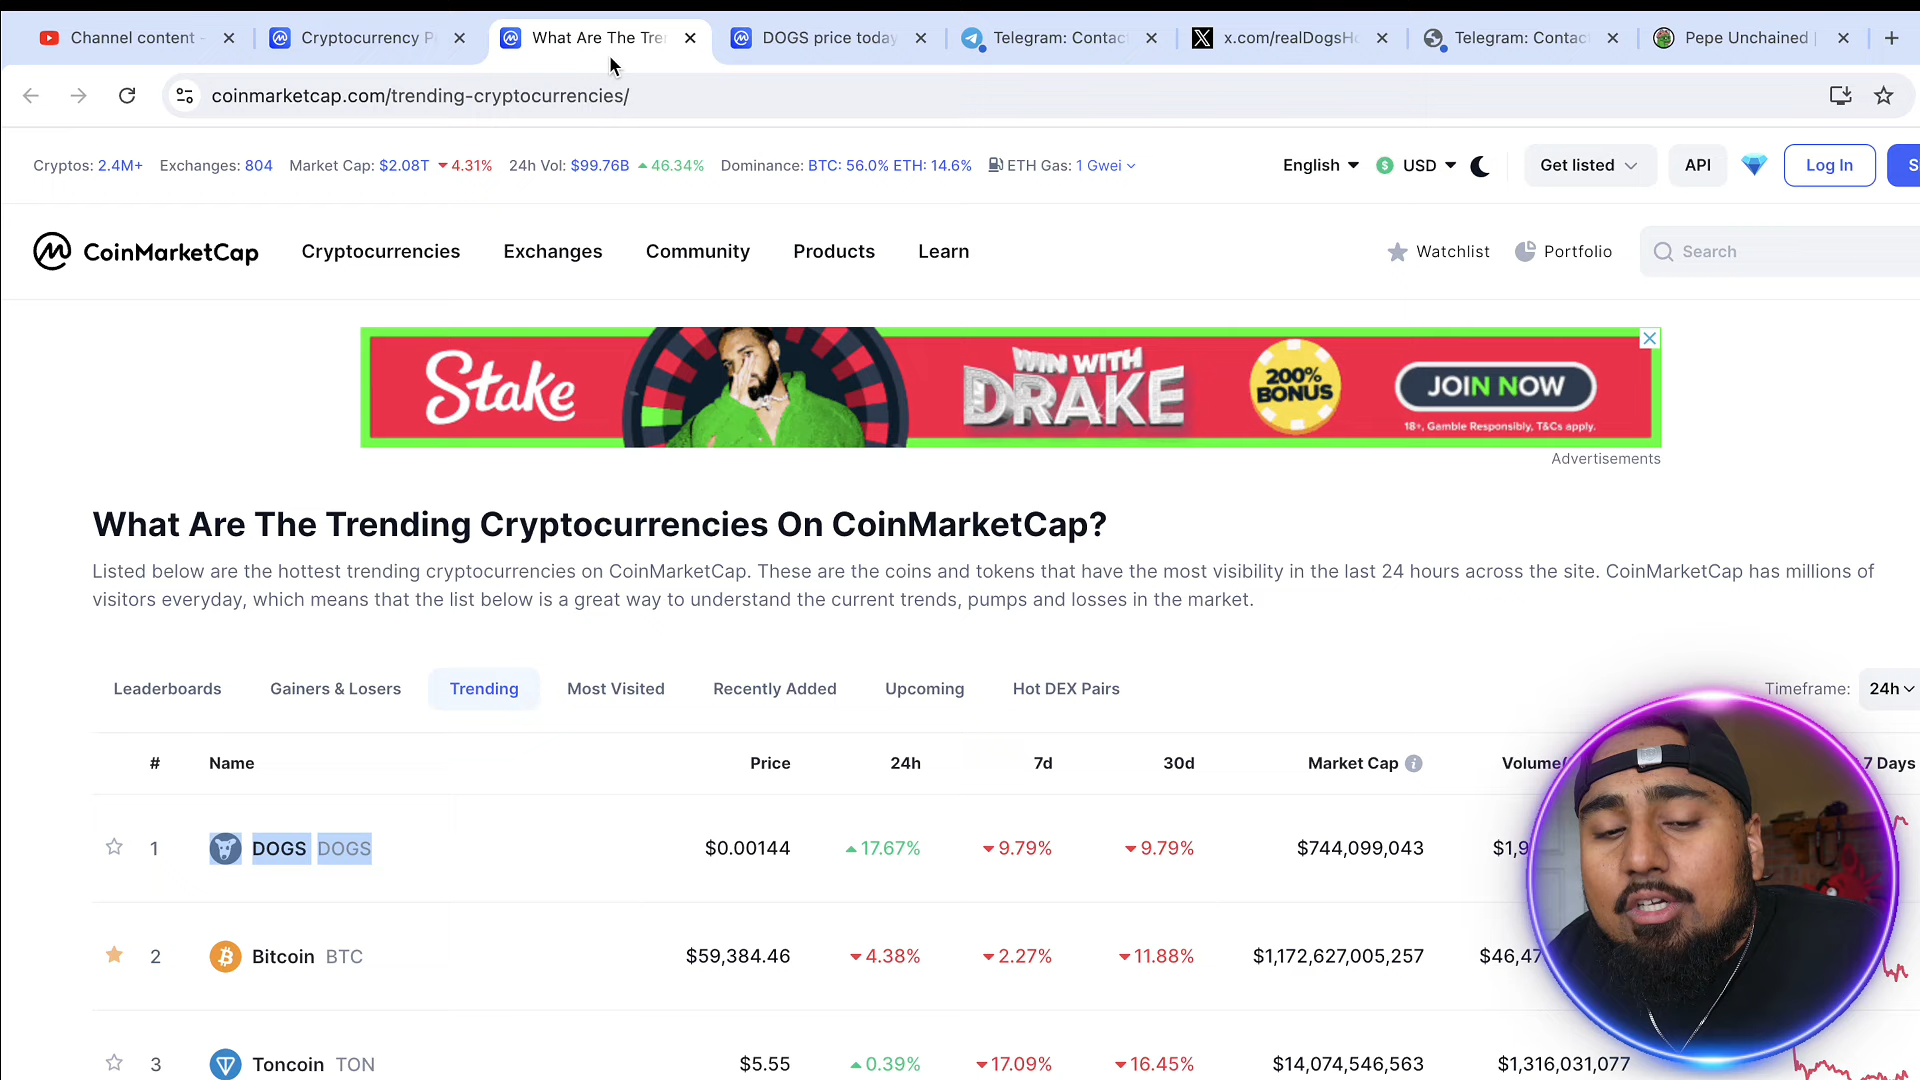 Channel content -
Cryptocurrency P
What Are The Tre
DOGS price today
Telegram: Contac
x.com/realDogsHo
Telegram: Contac
Pepe Unchained
coinmarketcap.com/trending-cryptocurrencies/
Cryptos: 2.4M+ Exchanges: 804 Market Cap: $2.08T 4.31% 24h Vol: $99.76B 46.34% Dominance: BTC: 56.0% ETH: 14.6% ETH Gas: 1 Gwei
English USD Get listed API Log In S
CoinMarketCap Cryptocurrencies Exchanges Community Products Learn Watchlist Portfolio Search
Stake
WIN WITH
DRAKE
200%
BONUS
JOIN NOW
18+, Gamble Responsibly, T&Cs apply.
Advertisements
What Are The Trending Cryptocurrencies On CoinMarketCap?
Listed below are the hottest trending cryptocurrencies on CoinMarketCap. These are the coins and tokens that have the most visibility in the last 24 hours across the site. CoinMarketCap has millions of
visitors everyday, which means that the list below is a great way to understand the current trends, pumps and losses in the market.
Leaderboards Gainers & Losers Trending Most Visited Recently Added Upcoming Hot DEX Pairs Timeframe: 24h
# Name Price 24h 7d 30d Market Cap Volume( 7 Days
1 DOGS DOGS $0.00144 17.67% 9.79% 9.79% $744,099,043 $1,9
2 Bitcoin BTC $59,384.46 4.38% 2.27% 11.88% $1,172,627,005,257 $46,47
3 Toncoin TON $5.55 0.39% 17.09% 16.45% $14,074,546,563 $1,316,031,077